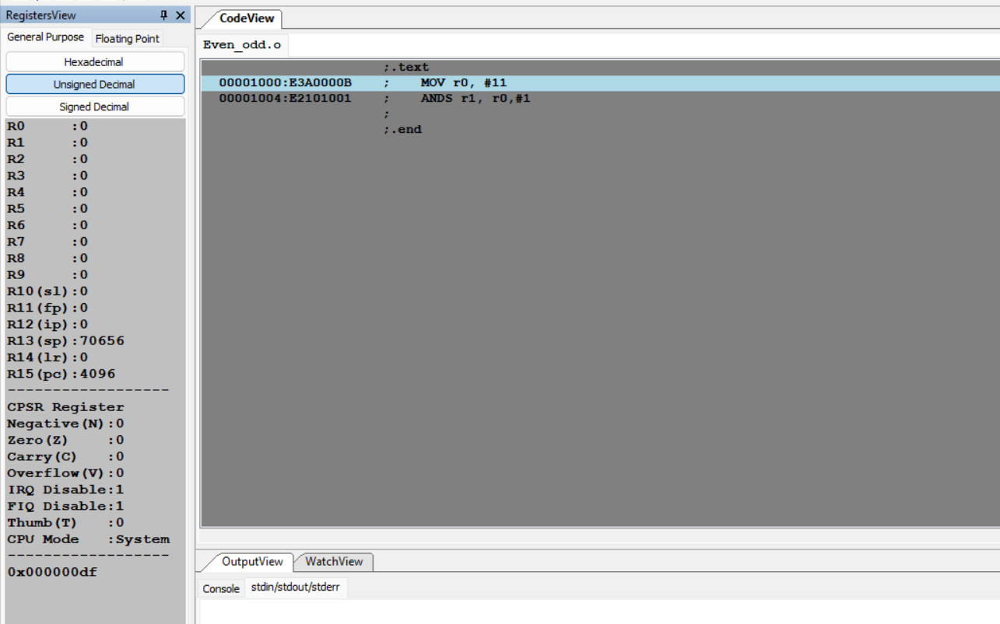 RegistersView
General Purpose Floating Point
Hexadecimal
Unsigned Decimal
Signed Decimal
R0 :0
R1 :0
R2 :0
R3 :0
R4 :0
R5 :0
R6 :0
R7 :0
R8 :0
R9 :0
R10(sl):0
R11(fp):0
R12(ip):0
R13(sp):70656
R14(lr):0
R15(pc):4096
------------------
CPSR Register
Negative(N):0
Zero(Z) :0
Carry(C) :0
Overflow(V):0
IRQ Disable:1
FIQ Disable:1
Thumb(T) :0
CPU Mode :System
------------------
0x000000df
CodeView
Even_odd.o
;.text
00001000:E3A0000B ; MOV r0, #11
00001004:E2101001 ; ANDS r1, r0,#1
;
;.end
OutputView WatchView
Console stdin/stdout/stderr